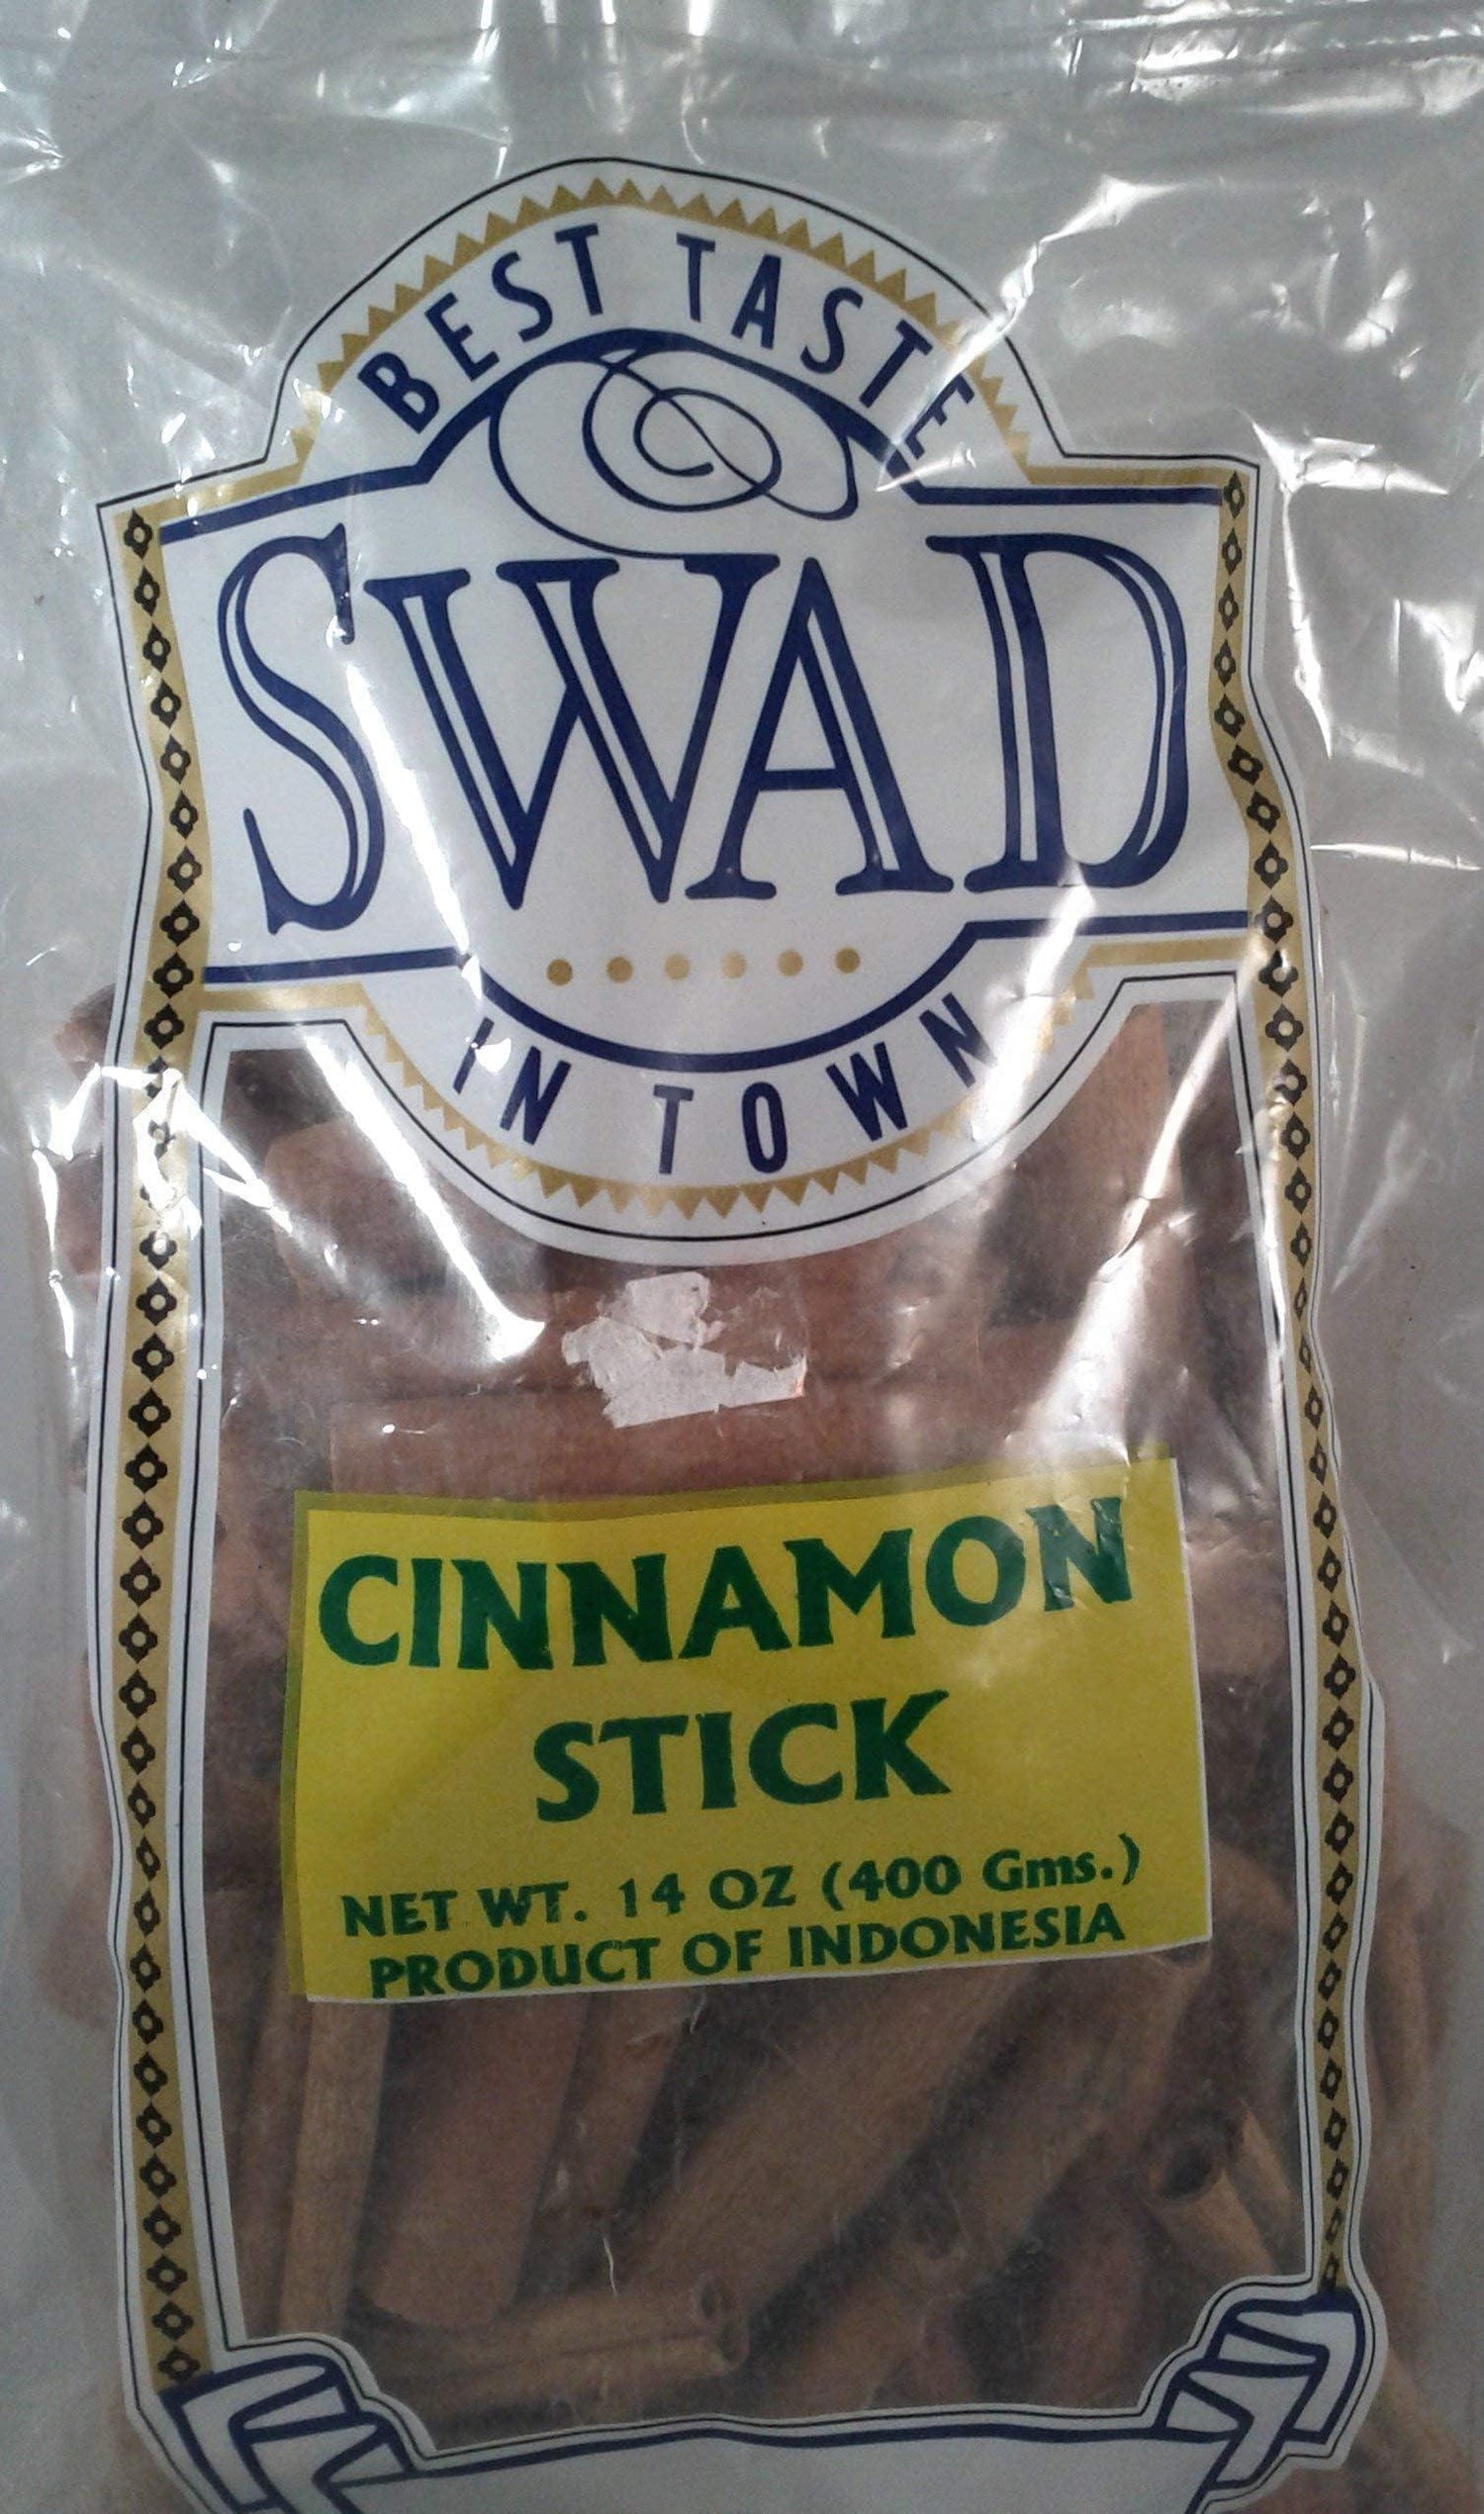 BEST TASTE
SWAD
IN TOWN
CINNAMON
STICK
NET WT. 14 OZ (400 Gms.)
PRODUCT OF INDONESIA